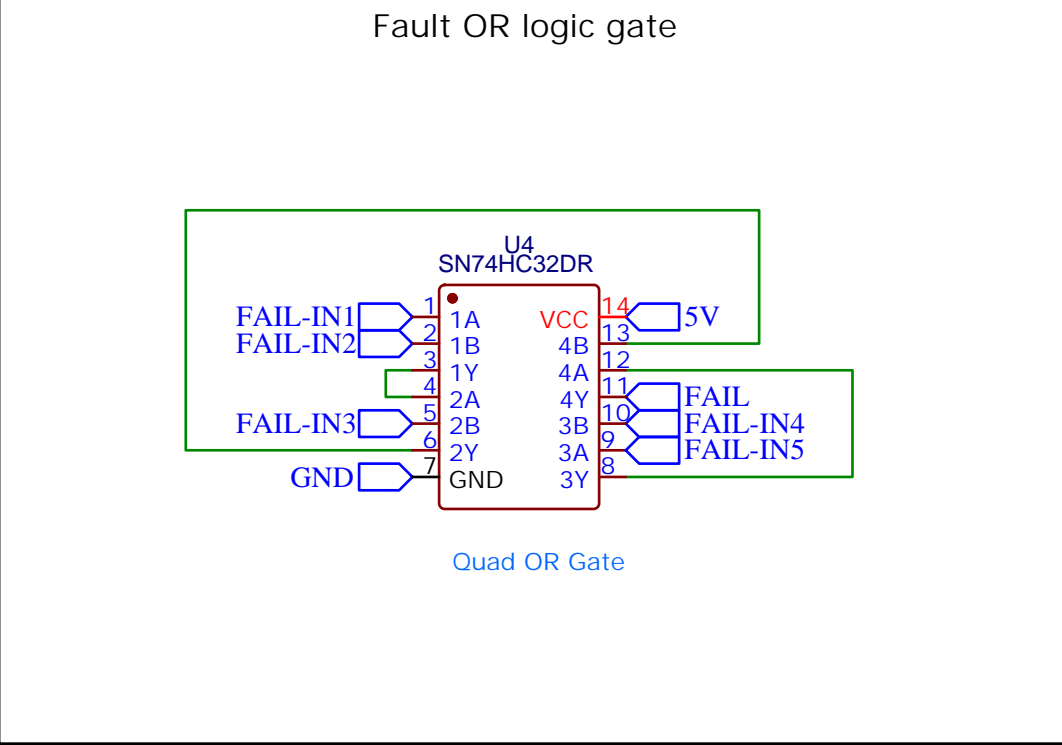 Fault OR logic gate
U4
SN74HC32DR
FAIL-IN1 1 1A VCC 14 5V
FAIL-IN2 2 1B 4B 13
3 1Y 4A 12
4 2A 4Y 11 FAIL
FAIL-IN3 5 2B 3B 10 FAIL-IN4
6 2Y 3A 9 FAIL-IN5
GND 7 GND 3Y 8
Quad OR Gate